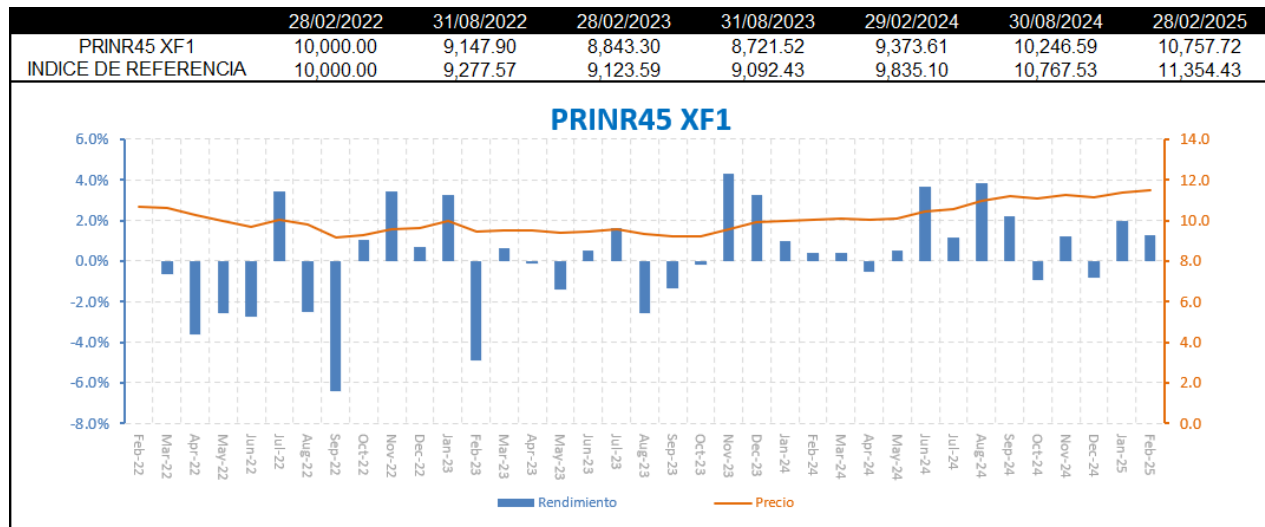 28/02/2022 31/08/2022 28/02/2023 31/08/2023 29/02/2024 30/08/2024 28/02/2025
PRINR45 XF1 10,000.00 9,147.90 8,843.30 8,721.52 9,373.61 10,246.59 10,757.72
INDICE DE REFERENCIA 10,000.00 9,277.57 9,123.59 9,092.43 9,835.10 10,767.53 11,354.43
PRINR45 XF1
6.0% 14.0
4.0% 12.0
2.0% 10.0
0.0% 8.0
-2.0% 6.0
-4.0% 4.0
-6.0% 2.0
-8.0% 0.0
Feb-22 Mar-22 Apr-22 May-22 Jun-22 Jul-22 Aug-22 Sep-22 Oct-22 Nov-22 Dec-22 Jan-23 Feb-23 Mar-23 Apr-23 May-23 Jun-23 Jul-23 Aug-23 Sep-23 Oct-23 Nov-23 Dec-23 Jan-24 Feb-24 Mar-24 Apr-24 May-24 Jun-24 Jul-24 Aug-24 Sep-24 Oct-24 Nov-24 Dec-24 Jan-25 Feb-25
Rendimiento Precio